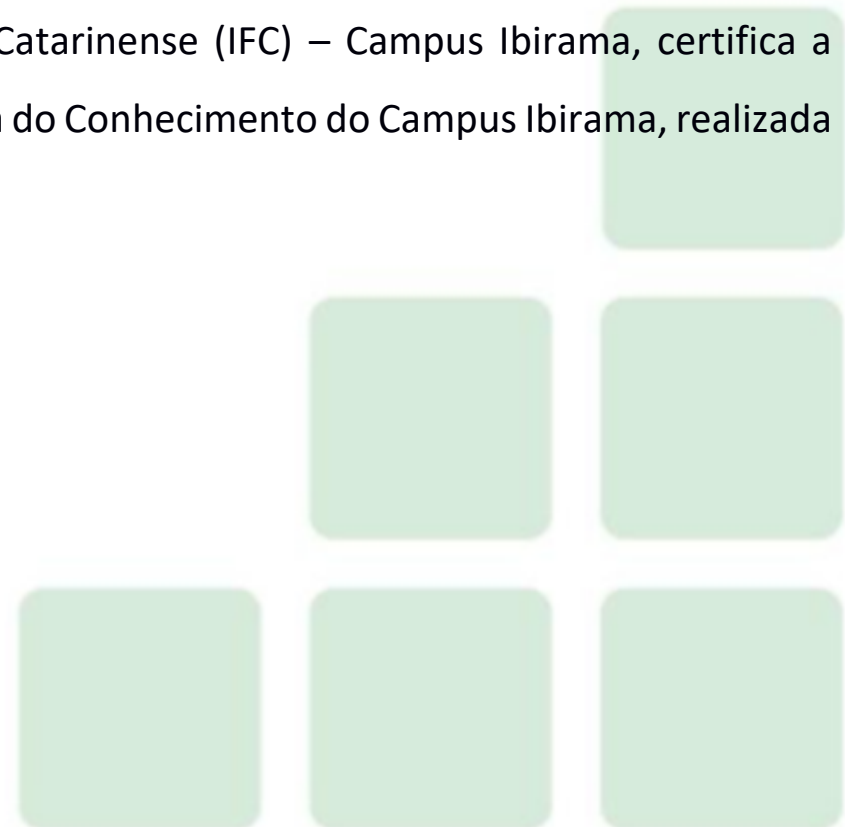 Catarinense (IFC) – Campus Ibirama, certifica a
do Conhecimento do Campus Ibirama, realizada